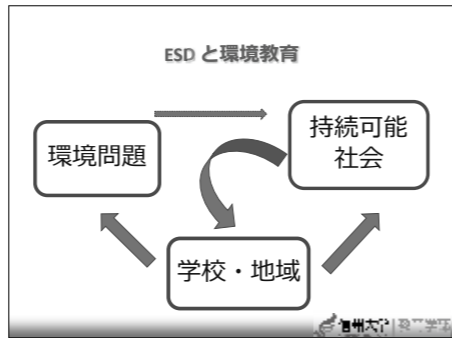 ESD と環境教育
環境問題
持続可能
社会
学校・地域
信州大学